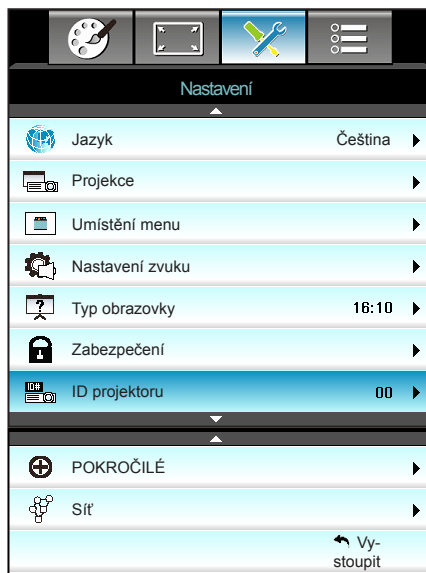 Nastavení
Jazyk Čeština
Projekce
Umístění menu
Nastavení zvuku
? Typ obrazovky 16:10
Zabezpečení
ID# ID projektoru 00
POKROČILÉ
Síť
Vy-
stoupit